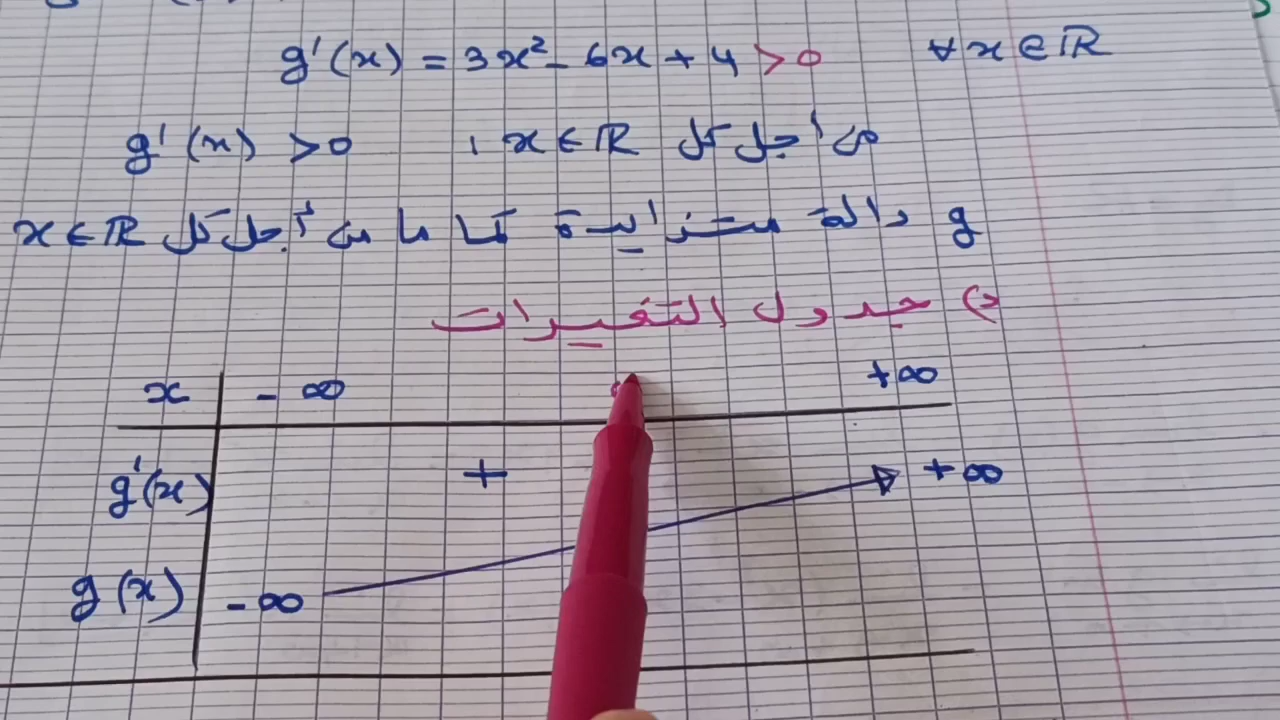 g'(x) = 3x² - 6x + 4 > 0 ∀x∈ℝ
من أجل كل x∈ℝ ، g'(x) > 0
g دالة متزايدة تماما من أجل كل x∈ℝ
جدول التغيرات
x -∞ +∞
g'(x) + +∞
g(x) -∞